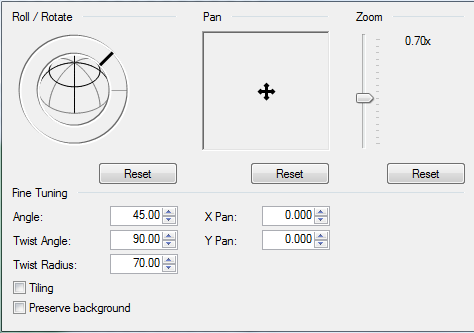 Roll / Rotate Pan Zoom
0.70x
Reset Reset Reset
Fine Tuning
Angle: 45.00 X Pan: 0.000
Twist Angle: 90.00 Y Pan: 0.000
Twist Radius: 70.00
Tiling
Preserve background